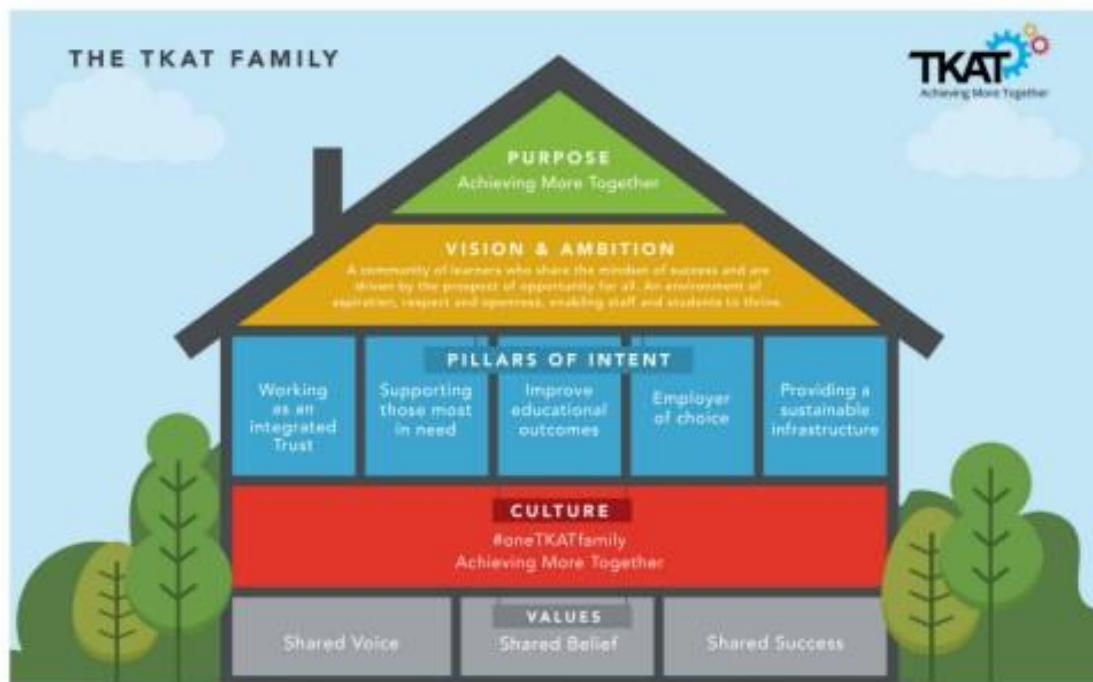 THE TKAT FAMILY
TKAT
Achieving More Together
PURPOSE
Achieving More Together
VISION & AMBITION
A community of learners who share the mindset of success and are
driven by the prospect of opportunity for all. An environment of
aspiration, respect and openness, enabling staff and students to thrive.
PILLARS OF INTENT
Working
as an
integrated
Trust
Supporting
those most
in need
Improve
educational
outcomes
Employer
of choice
Providing a
sustainable
infrastructure
CULTURE
#oneTKATfamily
Achieving More Together
VALUES
Shared Voice
Shared Belief
Shared Success